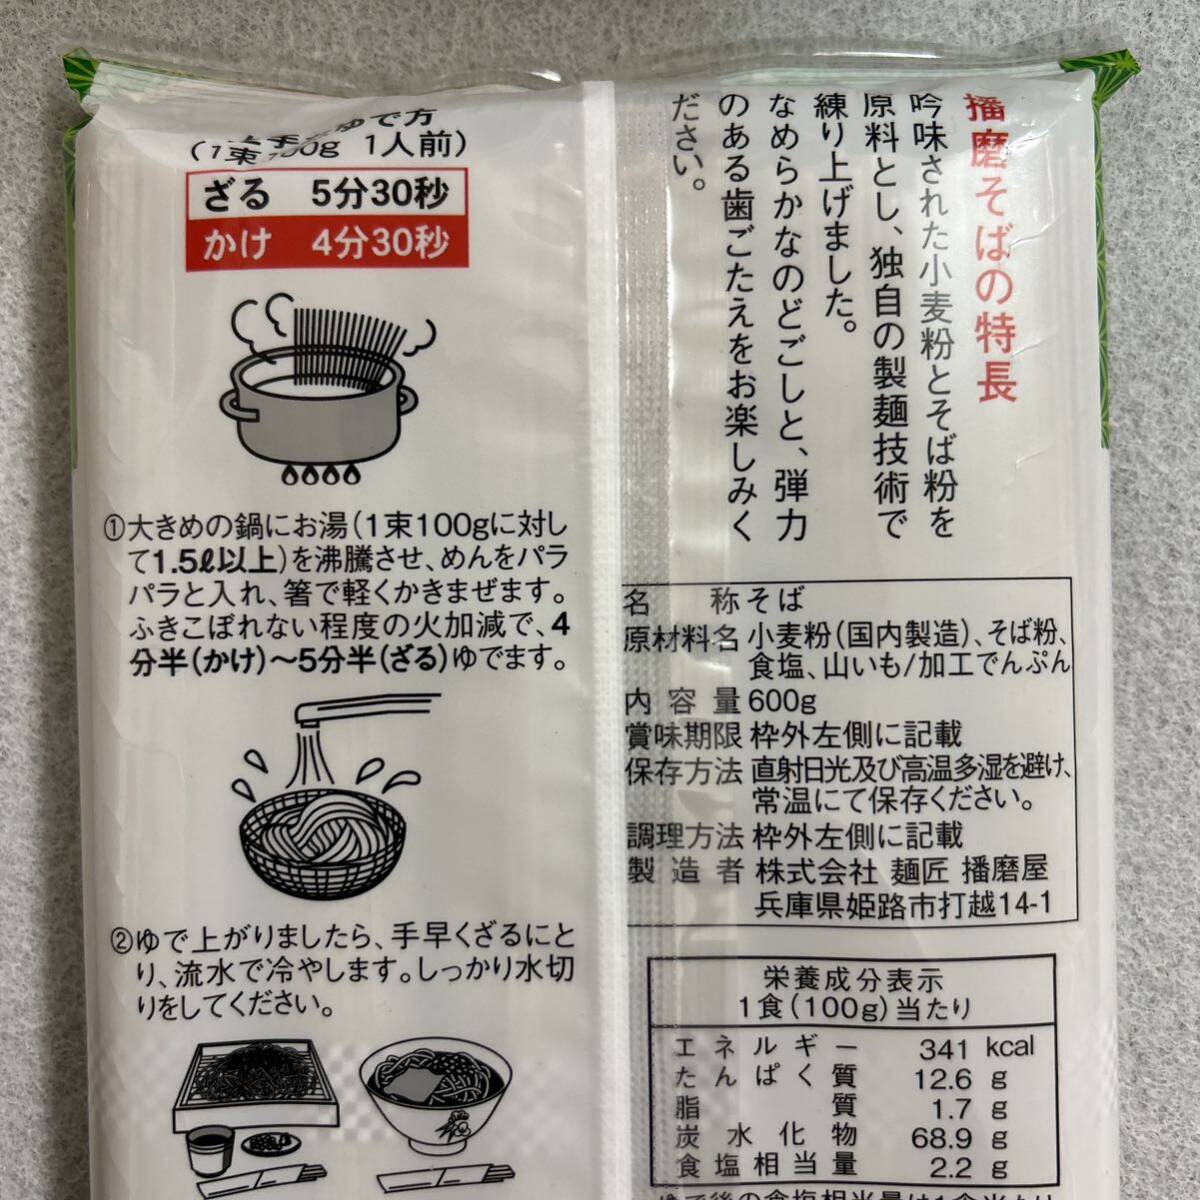 播磨そばの特長
吟味された小麦粉とそば粉を
原料とし、独自の製麺技術で
練り上げました。
なめらかなのどごしと、弾力
のある歯ごたえをお楽しみく
ださい。
ゆで方
(1束100g 1人前)
ざる 5分30秒
かけ 4分30秒
①大きめの鍋にお湯(1束100gに対し
て1.5ℓ以上)を沸騰させ、めんをパラ
パラと入れ、箸で軽くかきまぜます。
ふきこぼれない程度の火加減で、4
分半(かけ)〜5分半(ざる)ゆでます。
②ゆで上がりましたら、手早くざるにと
り、流水で冷やします。しっかり水切
りをしてください。
名称 そば
原材料名 小麦粉(国内製造)、そば粉、
食塩、山いも/加工でんぷん
内容量 600g
賞味期限 枠外左側に記載
保存方法 直射日光及び高温多湿を避け、
常温にて保存ください。
調理方法 枠外左側に記載
製造者 株式会社 麺匠 播磨屋
兵庫県姫路市打越14-1
栄養成分表示
1食(100g)当たり
エネルギー 341 kcal
たんぱく質 12.6 g
脂質 1.7 g
炭水化物 68.9 g
食塩相当量 2.2 g